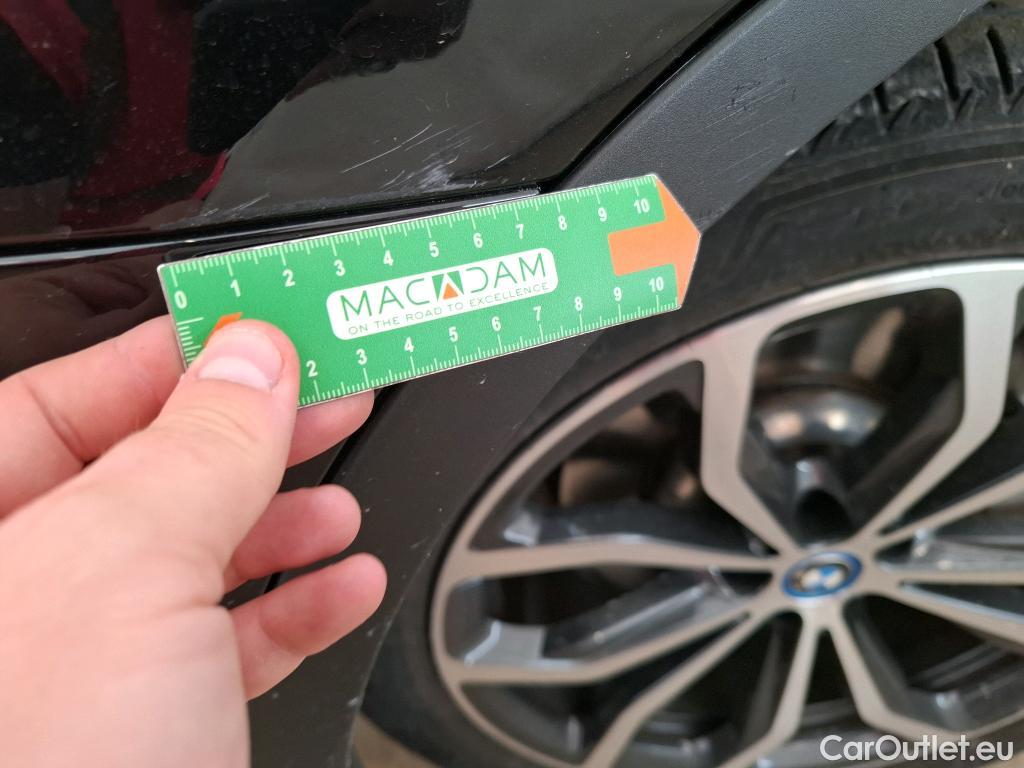 0 1 2 3 4 5 6 7 8 9 10
MACADAM
ON THE ROAD TO EXCELLENCE
2 3 4 5 6 7 8 9 10
CarOutlet.eu